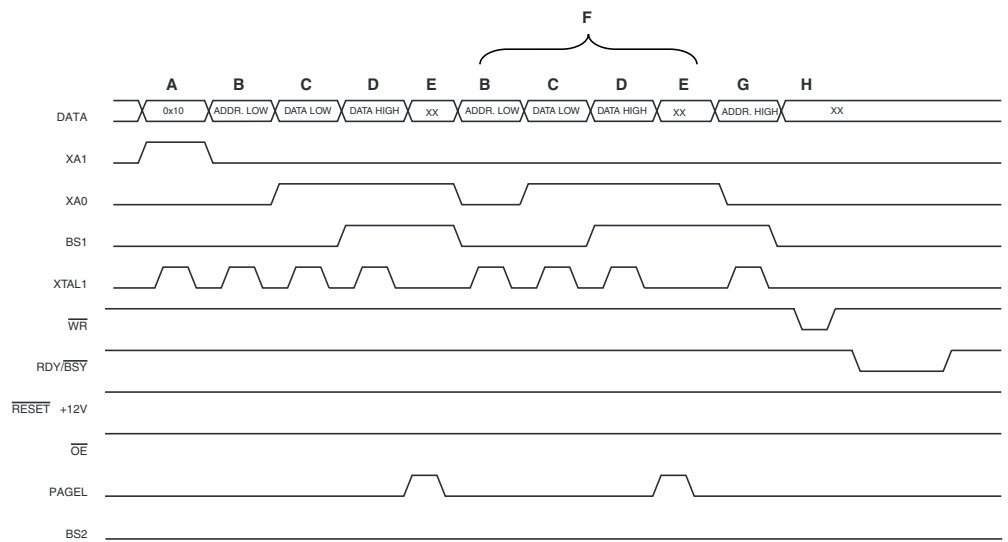 F
A B C D E B C D E G H
DATA 0x10 ADDR. LOW DATA LOW DATA HIGH XX ADDR. LOW DATA LOW DATA HIGH XX ADDR. HIGH XX
XA1
XA0
BS1
XTAL1
WR
RDY/BSY
RESET +12V
OE
PAGEL
BS2